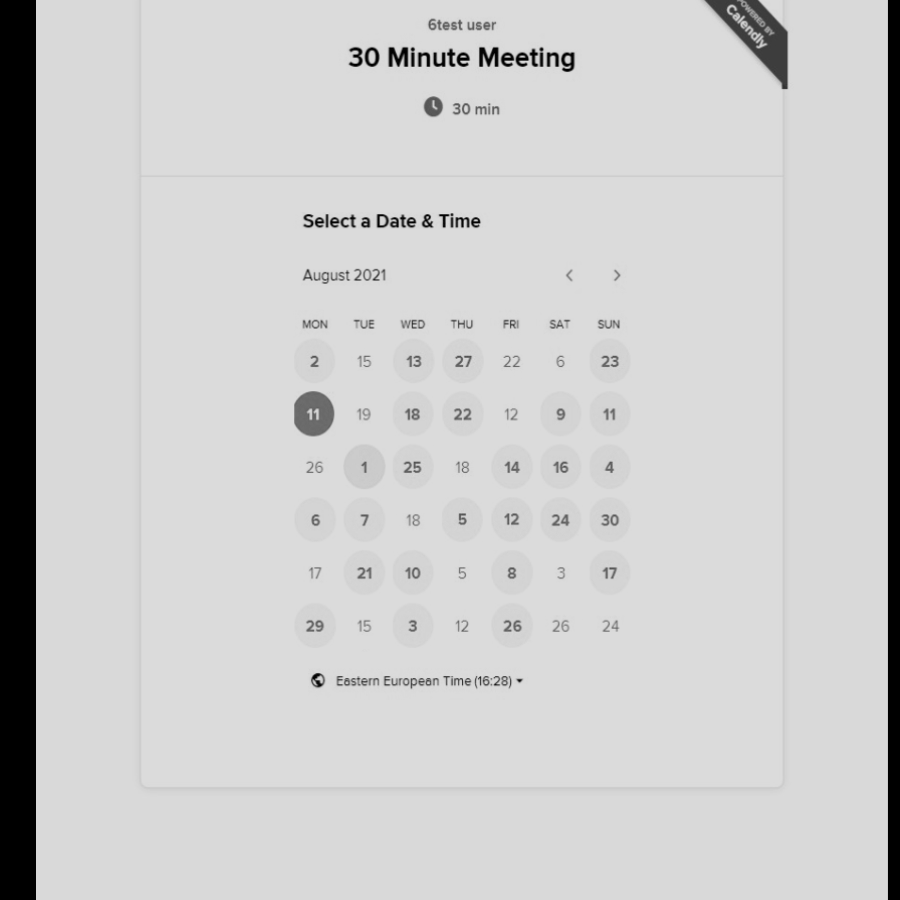 6test user
POWERED BY
Calendly
30 Minute Meeting
30 min
Select a Date & Time
August 2021
MON TUE WED THU FRI SAT SUN
2 15 13 27 22 6 23
11 19 18 22 12 9 11
26 1 25 18 14 16 4
6 7 18 5 12 24 30
17 21 10 5 8 3 17
29 15 3 12 26 26 24
Eastern European Time (16:28)